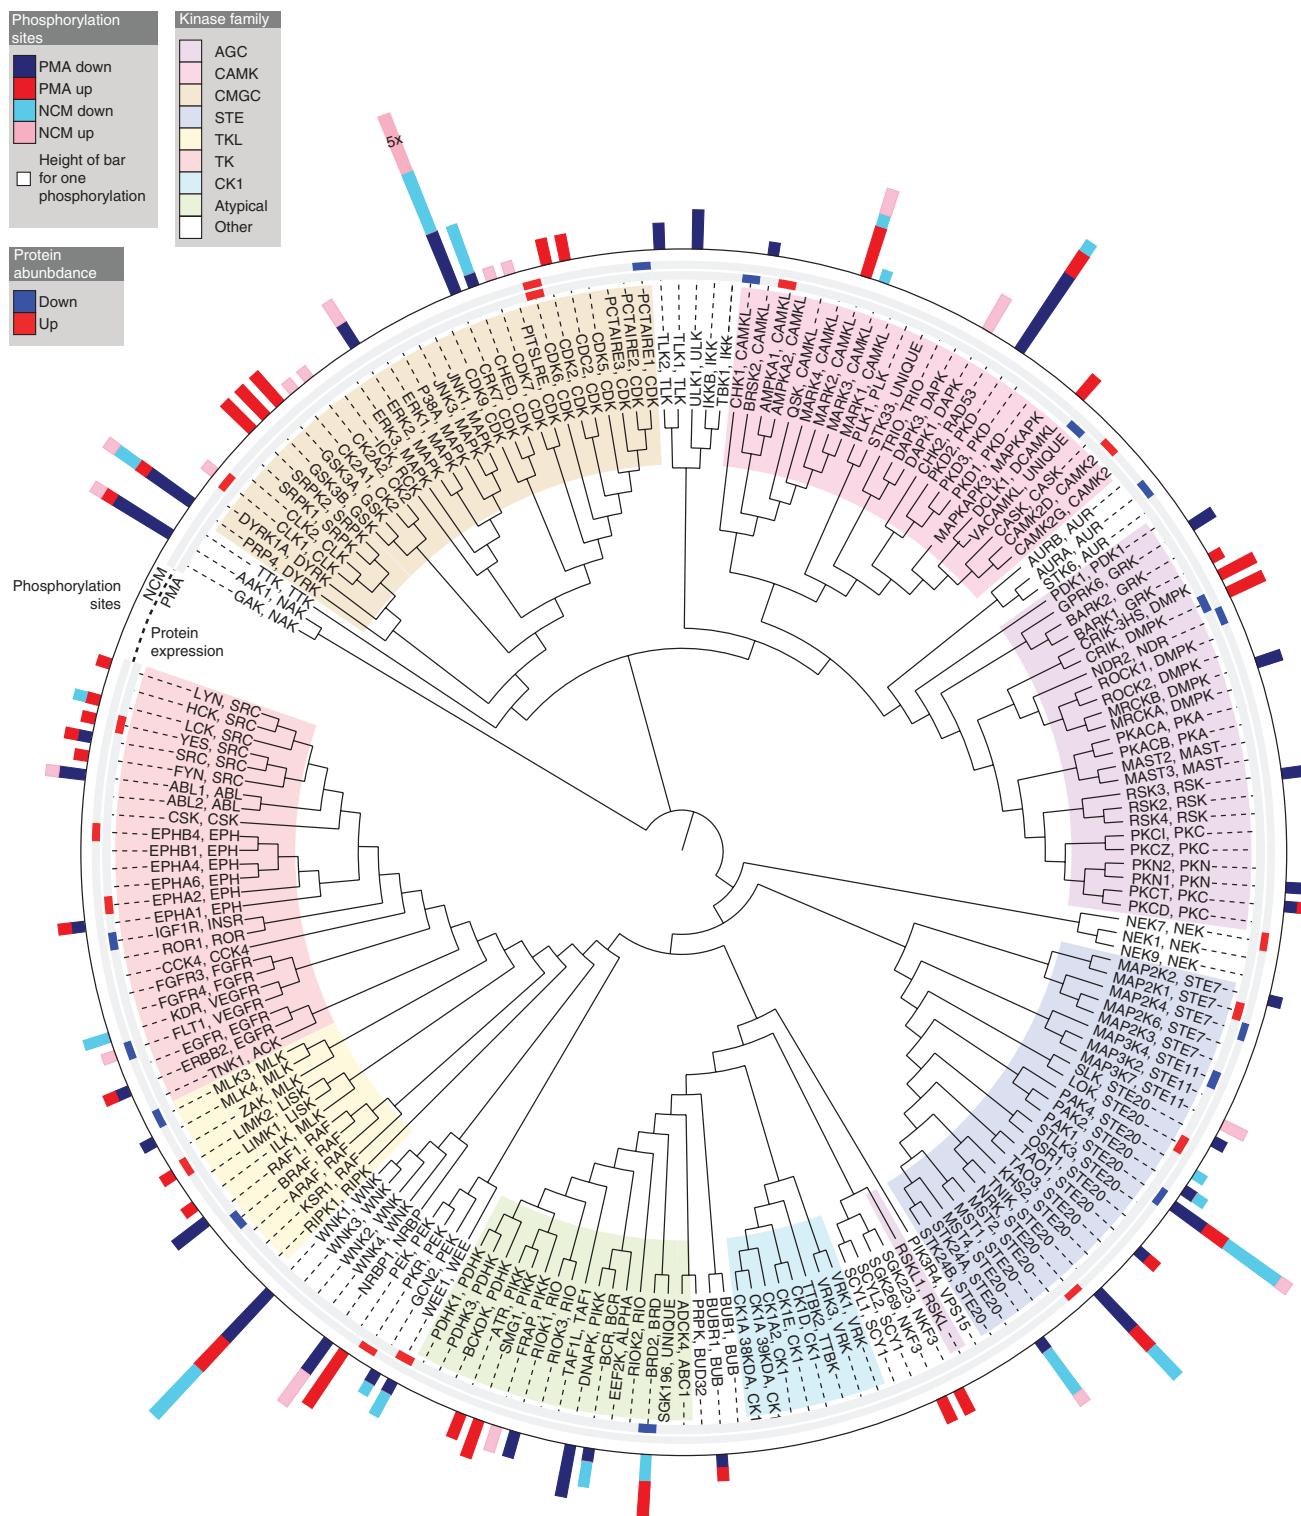 Phosphorylation
sites
PMA down
PMA up
NCM down
NCM up
Height of bar
for one
phosphorylation
Protein
abunbdance
Down
Up
Kinase family
AGC
CAMK
CMGC
STE
TKL
TK
CK1
Atypical
Other
5x
Phosphorylation
sites
NCM
PMA
Protein
expression
GAK, NAK
AAK1, NAK
TTK, TTK
PRP4, DYRK
DYRK1A, DYRK
CLK1, CLK
CLK2, CLK
SRPK1, SRPK
SRPK2, SRPK
GSK3B, GSK
GSK3A, GSK
CK2A1, CK2
CK2A2, CK2
ICK, RCK
ERK3, MAPK
ERK2, MAPK
ERK1, MAPK
P38A, MAPK
JNK1, MAPK
JNK3, MAPK
CDK9, CDK
CRK7, CDK
CHED, CDK
CDK7, CDK
PITSLRE, CDK
CDK6, CDK
CDK2, CDK
CDC2, CDK
CDK5, CDK
PCTAIRE3, CDK
PCTAIRE2, CDK
PCTAIRE1, CDK
TLK2, TLK
TLK1, TLK
ULK1, ULK
IKKB, IKK
TBK1, IKK
CHK1, CAMKL
BRSK2, CAMKL
AMPKA1, CAMKL
AMPKA2, CAMKL
QSK, CAMKL
MARK4, CAMKL
MARK2, CAMKL
MARK3, CAMKL
MARK1, CAMKL
PLK1, PLK
STK33, UNIQUE
TRIO, TRIO
DAPK3, DAPK
DAPK1, DAPK
CHK2, RAD53
PKD2, PKD
PKD3, PKD
PKD1, PKD
MAPKAPK3, MAPKAPK
DCLK1, DCAMKL
VACAMKL, UNIQUE
CASK, CASK
CAMK2D, CAMK2
CAMK2G, CAMK2
AURB, AUR
AURA, AUR
STK6, AUR
PDK1, PDK1
GPRK6, GRK
BARK2, GRK
BARK1, GRK
CRIK-3HS, DMPK
CRIK, DMPK
NDR2, NDR
ROCK1, DMPK
ROCK2, DMPK
MRCKB, DMPK
MRCKA, DMPK
PKACA, PKA
PKACB, PKA
MAST2, MAST
MAST3, MAST
RSK3, RSK
RSK2, RSK
RSK4, RSK
PKCI, PKC
PKCZ, PKC
PKN2, PKN
PKN1, PKN
PKCT, PKC
PKCD, PKC
NEK7, NEK
NEK1, NEK
NEK9, NEK
MAP2K2, STE7
MAP2K1, STE7
MAP2K4, STE7
MAP2K6, STE7
MAP2K3, STE7
MAP3K4, STE11
MAP3K2, STE11
MAP3K7, STE11
SLK, STE20
LOK, STE20
PAK4, STE20
PAK2, STE20
PAK1, STE20
STLK3, STE20
OSR1, STE20
TAO1, STE20
TAO3, STE20
KHS2, STE20
TNIK, STE20
MINK, STE20
MST2, STE20
MST1, STE20
MST4, STE20
STK24A, STE20
STK24B, STE20
PIK3R4, VPS15
RSKL1, RSKL
SGK223, NKF3
SGK269, NKF3
SCYL2, SCY1
SCYL1, SCY1
VRK1, VRK
VRK3, VRK
TTBK2, TTBK
CK1D, CK1
CK1E, CK1
CK1A2, CK1
CK1A 39KDA, CK1
CK1A 38KDA, CK1
BUB1, BUB
BUBR1, BUB
PRPK, BUD32
ADCK4, ABC1
SGK196, UNIQUE
BRD2, BRD
RIOK2, RIO
EEF2K, ALPHA
BCR, BCR
DNAPK, PIKK
TAF1L, TAF1
RIOK3, RIO
RIOK1, RIO
FRAP, PIKK
SMG1, PIKK
ATR, PIKK
BCKDK, PDHK
PDHK3, PDHK
PDHK1, PDHK
WEE1, WEE
GCN2, PEK
PKR, PEK
PEK, PEK
NRBP1, NRBP
WNK4, WNK
WNK2, WNK
WNK3, WNK
WNK1, WNK
RIPK1, RIPK
KSR1, RAF
ARAF, RAF
BRAF, RAF
RAF1, RAF
ILK, MLK
LIMK1, LISK
LIMK2, LISK
ZAK, MLK
MLK4, MLK
MLK3, MLK
TNK1, ACK
ERBB2, EGFR
EGFR, EGFR
FLT1, VEGFR
KDR, VEGFR
FGFR4, FGFR
FGFR3, FGFR
CCK4, CCK4
ROR1, ROR
IGF1R, INSR
EPHA1, EPH
EPHA2, EPH
EPHA6, EPH
EPHA4, EPH
EPHB1, EPH
EPHB4, EPH
CSK, CSK
ABL2, ABL
ABL1, ABL
FYN, SRC
SRC, SRC
YES, SRC
LCK, SRC
HCK, SRC
LYN, SRC